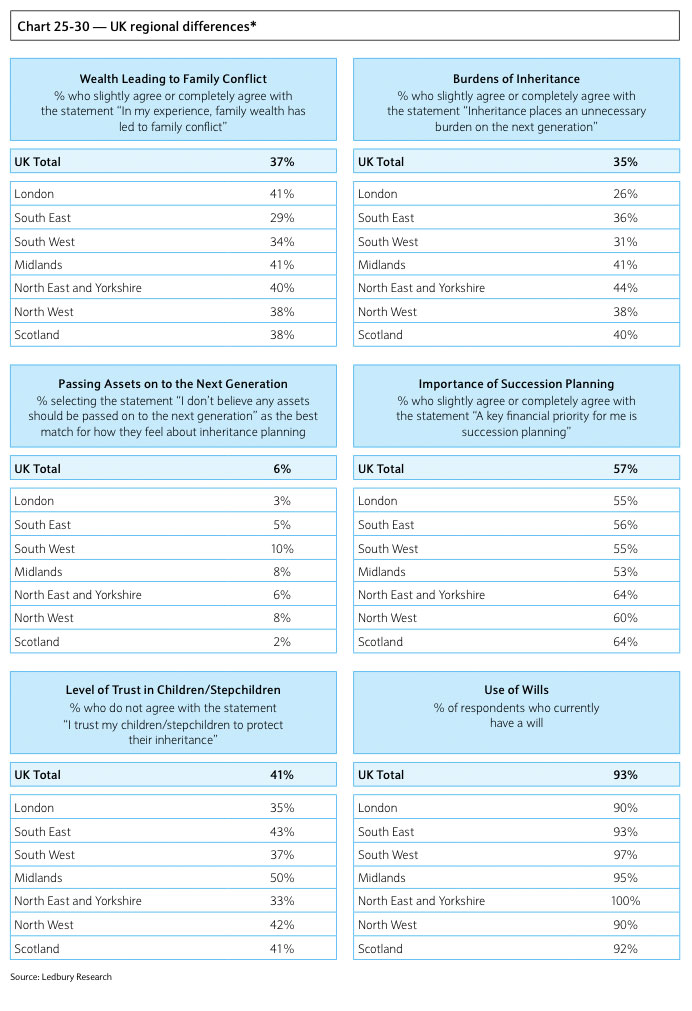 Chart 25-30 — UK regional differences*
Wealth Leading to Family Conflict
% who slightly agree or completely agree with
the statement “In my experience, family wealth has
led to family conflict”
UK Total 37%
London 41%
South East 29%
South West 34%
Midlands 41%
North East and Yorkshire 40%
North West 38%
Scotland 38%
Burdens of Inheritance
% who slightly agree or completely agree with
the statement “Inheritance places an unnecessary
burden on the next generation”
UK Total 35%
London 26%
South East 36%
South West 31%
Midlands 41%
North East and Yorkshire 44%
North West 38%
Scotland 40%
Passing Assets on to the Next Generation
% selecting the statement “I don’t believe any assets
should be passed on to the next generation” as the best
match for how they feel about inheritance planning
UK Total 6%
London 3%
South East 5%
South West 10%
Midlands 8%
North East and Yorkshire 6%
North West 8%
Scotland 2%
Importance of Succession Planning
% who slightly agree or completely agree with
the statement “A key financial priority for me is
succession planning”
UK Total 57%
London 55%
South East 56%
South West 55%
Midlands 53%
North East and Yorkshire 64%
North West 60%
Scotland 64%
Level of Trust in Children/Stepchildren
% who do not agree with the statement
“I trust my children/stepchildren to protect
their inheritance”
UK Total 41%
London 35%
South East 43%
South West 37%
Midlands 50%
North East and Yorkshire 33%
North West 42%
Scotland 41%
Use of Wills
% of respondents who currently
have a will
UK Total 93%
London 90%
South East 93%
South West 97%
Midlands 95%
North East and Yorkshire 100%
North West 90%
Scotland 92%
Source: Ledbury Research